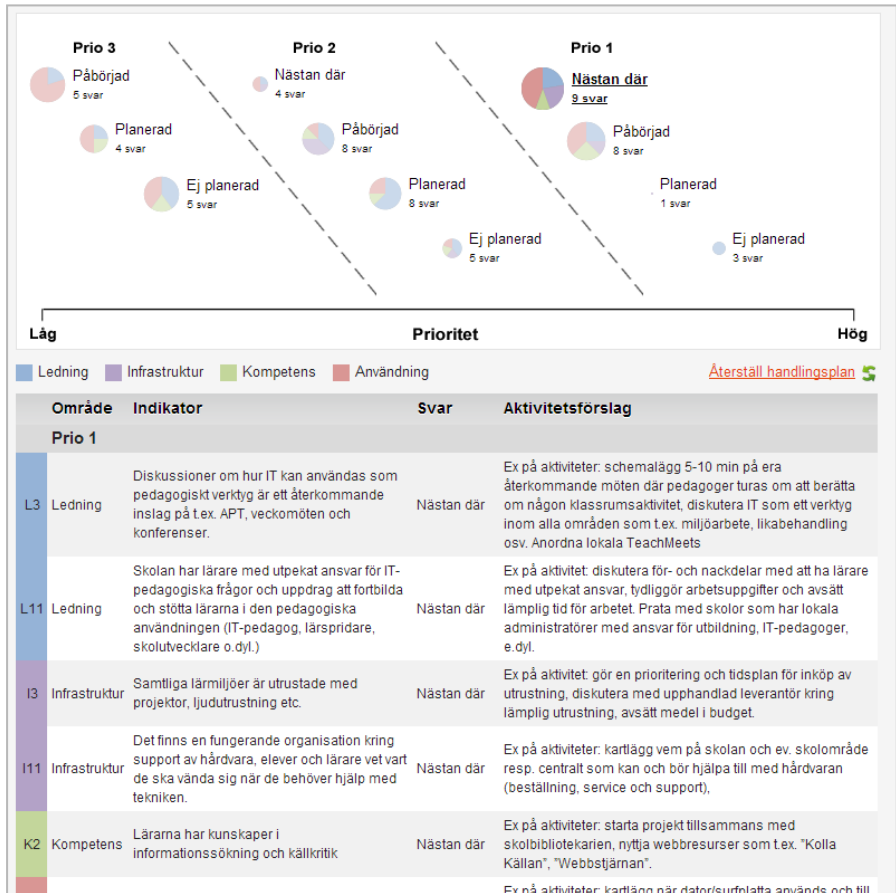 Prio 3
Prio 2
Prio 1
Påbörjad
5 svar
Nästan där
4 svar
Nästan där
9 svar
Planerad
4 svar
Påbörjad
8 svar
Påbörjad
8 svar
Ej planerad
5 svar
Planerad
8 svar
Planerad
1 svar
Ej planerad
5 svar
Ej planerad
3 svar
Låg
Prioritet
Hög
Ledning Infrastruktur Kompetens Användning
Återställ handlingsplan
Område Indikator Svar Aktivitetsförslag
Prio 1
L3 Ledning
Diskussioner om hur IT kan användas som
pedagogiskt verktyg är ett återkommande
inslag på t.ex. APT, veckomöten och
konferenser.
Nästan där
Ex på aktiviteter: schemalägg 5-10 min på era
återkommande möten där pedagoger turas om att berätta
om någon klassrumsaktivitet, diskutera IT som ett verktyg
inom alla områden som t.ex. miljöarbete, likabehandling
osv. Anordna lokala TeachMeets
L11 Ledning
Skolan har lärare med utpekat ansvar för IT-
pedagogiska frågor och uppdrag att fortbilda
och stötta lärarna i den pedagogiska
användningen (IT-pedagog, lärspridare,
skolutvecklare o.dyl.)
Nästan där
Ex på aktivitet: diskutera för- och nackdelar med att ha lärare
med utpekat ansvar, tydliggör arbetsuppgifter och avsätt
lämplig tid för arbetet. Prata med skolor som har lokala
administratörer med ansvar för utbildning, IT-pedagoger,
e.dyl.
I3 Infrastruktur
Samtliga lärmiljöer är utrustade med
projektor, ljudutrustning etc.
Nästan där
Ex på aktivitet: gör en prioritering och tidsplan för inköp av
utrustning, diskutera med upphandlad leverantör kring
lämplig utrustning, avsätt medel i budget.
I11 Infrastruktur
Det finns en fungerande organisation kring
support av hårdvara, elever och lärare vet vart
de ska vända sig när de behöver hjälp med
tekniken.
Nästan där
Ex på aktiviteter: kartlägg vem på skolan och ev. skolområde
resp. centralt som kan och bör hjälpa till med hårdvaran
(beställning, service och support),
K2 Kompetens
Lärarna har kunskaper i
informationssökning och källkritik
Nästan där
Ex på aktiviteter: starta projekt tillsammans med
skolbibliotekarien, nyttja webbresurser som t.ex. "Kolla
Källan", "Webbstjärnan".
Ex på aktiviteter: kartlägg när dator/surfplatta används och till